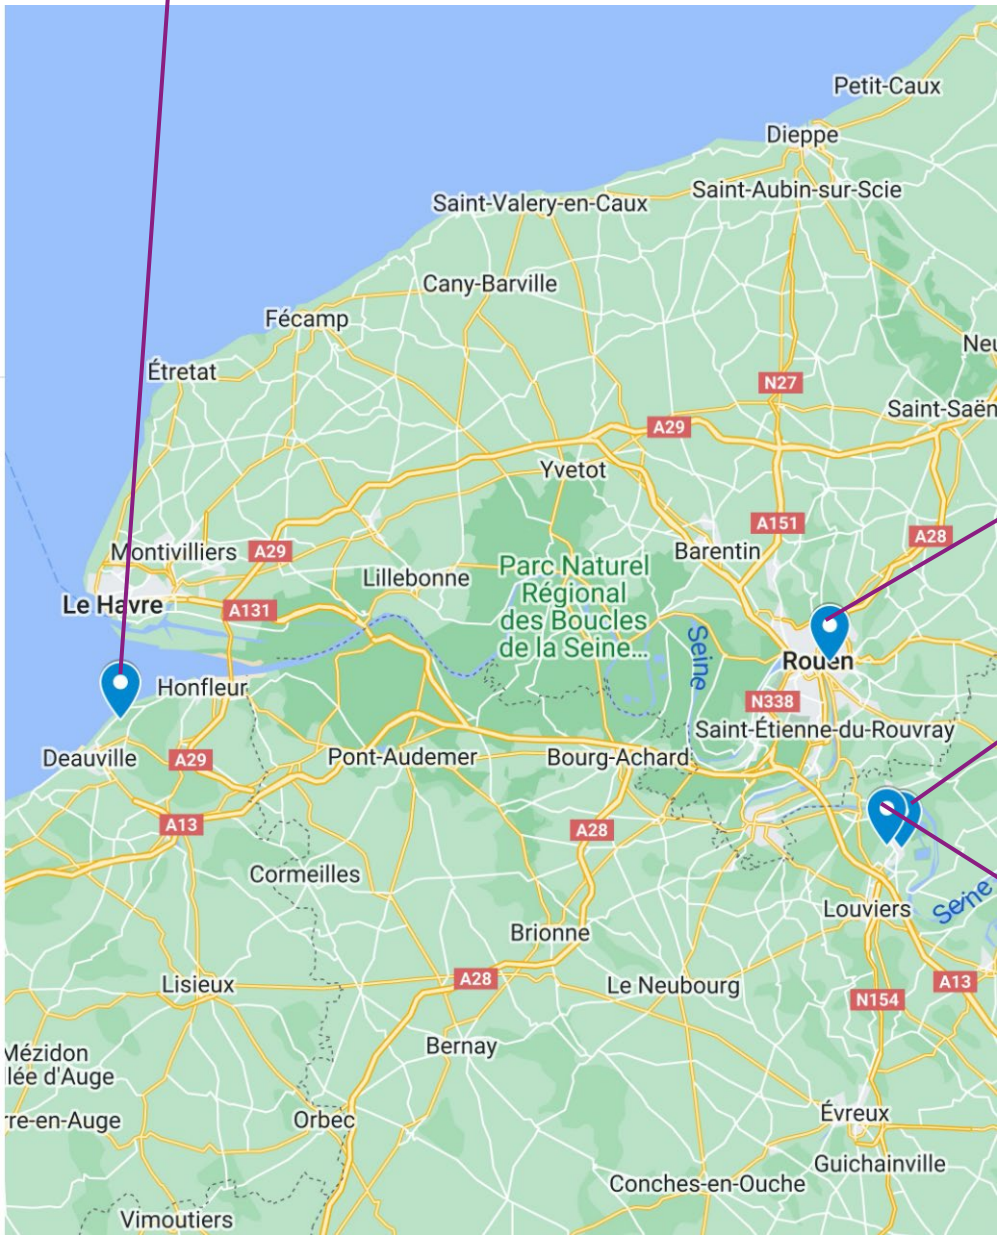 Petit-Caux
Dieppe
Saint-Aubin-sur-Scie
Saint-Valery-en-Caux
Cany-Barville
Fécamp
Neu
Étretat
N27
Saint-Saën
A29
Yvetot
A151
A28
Montivilliers
A29
Barentin
Lillebonne
Parc Naturel
Régional
des Boucles
de la Seine...
Le Havre
A131
Seine
Rouen
Honfleur
N338
Saint-Étienne-du-Rouvray
Deauville
A29
Pont-Audemer
Bourg-Achard
A13
A28
Cormeilles
Louviers
Seine
Brionne
Lisieux
A28
Le Neubourg
A13
N154
Bernay
Mézidon
llée d'Auge
rre-en-Auge
Orbec
Évreux
Guichainville
Conches-en-Ouche
Vimoutiers